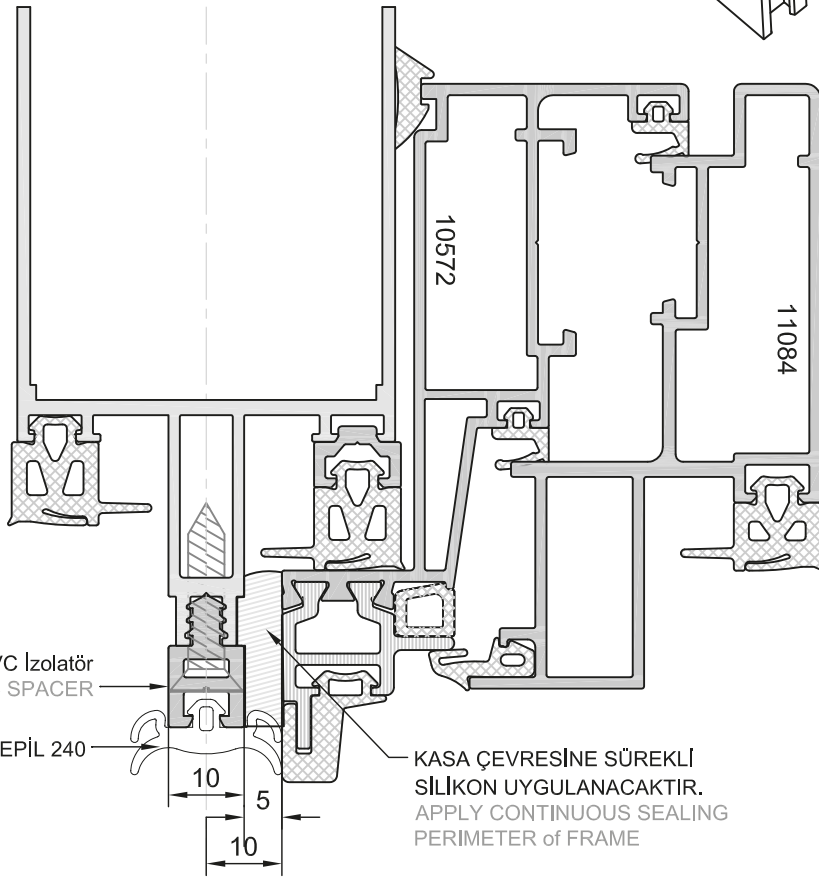 10572
11084
VC İzolatör
SPACER
EPİL 240
10
5
10
KASA ÇEVRESİNE SÜREKLİ
SİLİKON UYGULANACAKTIR.
APPLY CONTINUOUS SEALING
PERIMETER of FRAME